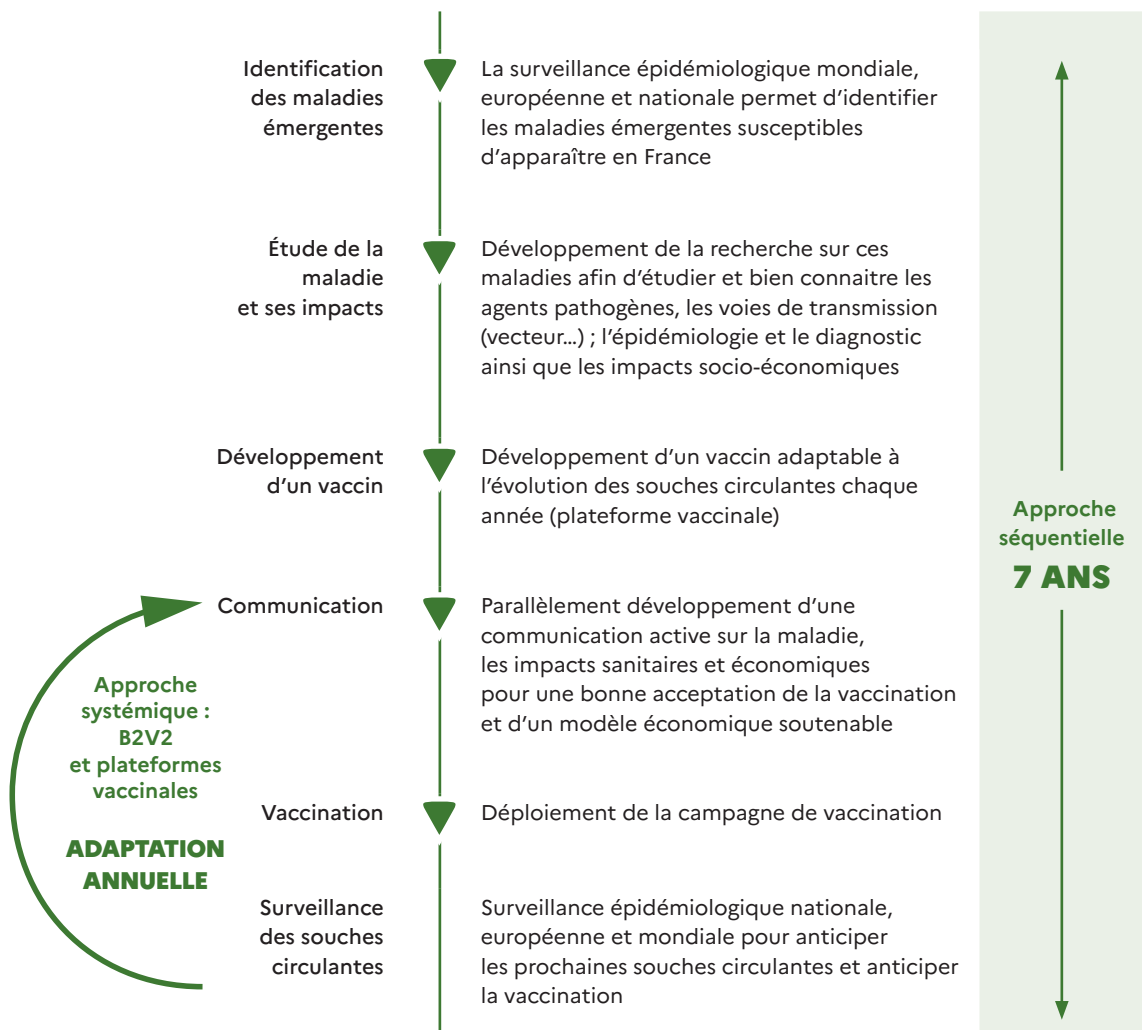 Identification
des maladies
émergentes
La surveillance épidémiologique mondiale,
européenne et nationale permet d'identifier
les maladies émergentes susceptibles
d'apparaître en France
Étude de la
maladie
et ses impacts
Développement de la recherche sur ces
maladies afin d'étudier et bien connaitre les
agents pathogènes, les voies de transmission
(vecteur…) ; l'épidémiologie et le diagnostic
ainsi que les impacts socio-économiques
Développement
d'un vaccin
Développement d'un vaccin adaptable à
l'évolution des souches circulantes chaque
année (plateforme vaccinale)
Communication
Parallèlement développement d'une
communication active sur la maladie,
les impacts sanitaires et économiques
pour une bonne acceptation de la vaccination
et d'un modèle économique soutenable
Vaccination
Déploiement de la campagne de vaccination
Surveillance
des souches
circulantes
Surveillance épidémiologique nationale,
européenne et mondiale pour anticiper
les prochaines souches circulantes et anticiper
la vaccination
Approche
systémique :
B2V2
et plateformes
vaccinales
ADAPTATION
ANNUELLE
Approche
séquentielle
7 ANS